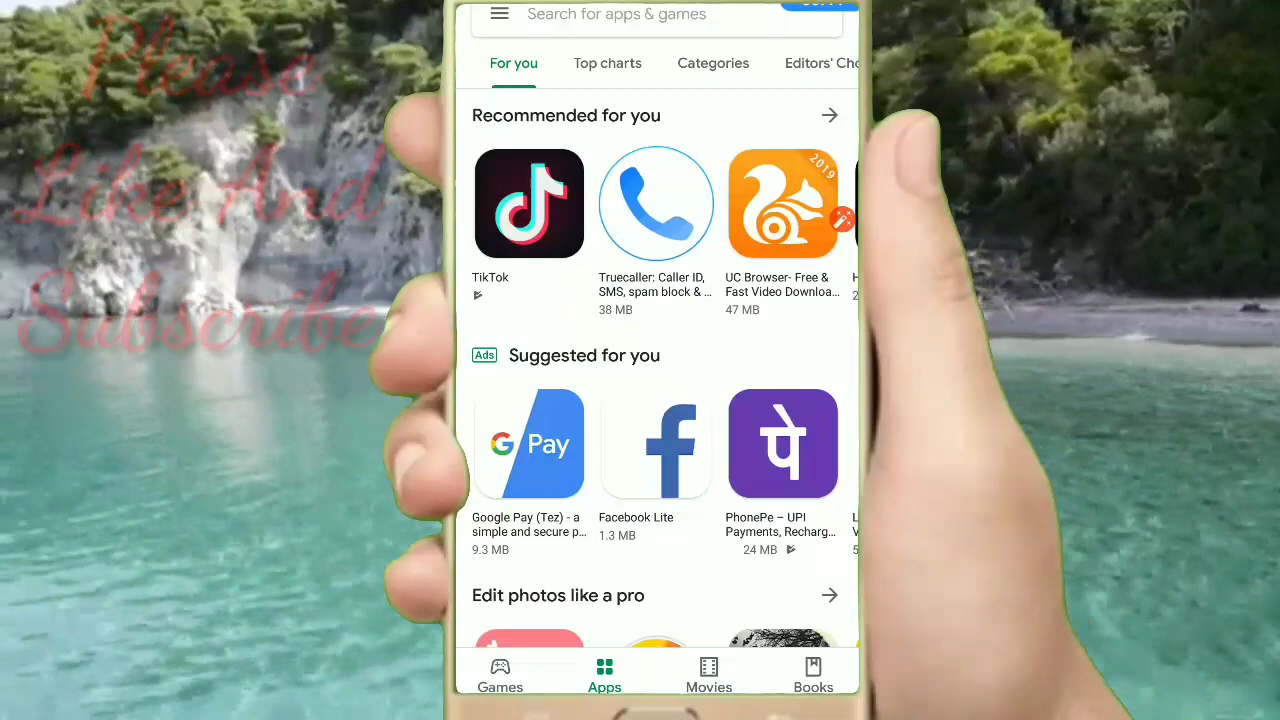 Please
Like And
Subscribe
Search for apps & games
For you
Top charts
Categories
Editors' Cho
Recommended for you
2019
TikTok
Truecaller: Caller ID,
SMS, spam block & ...
38 MB
UC Browser- Free &
Fast Video Downloa...
47 MB
Ads
Suggested for you
G Pay
पे
Google Pay (Tez) - a
simple and secure p...
9.3 MB
Facebook Lite
1.3 MB
PhonePe – UPI
Payments, Recharg...
24 MB
Edit photos like a pro
Games
Apps
Movies
Books